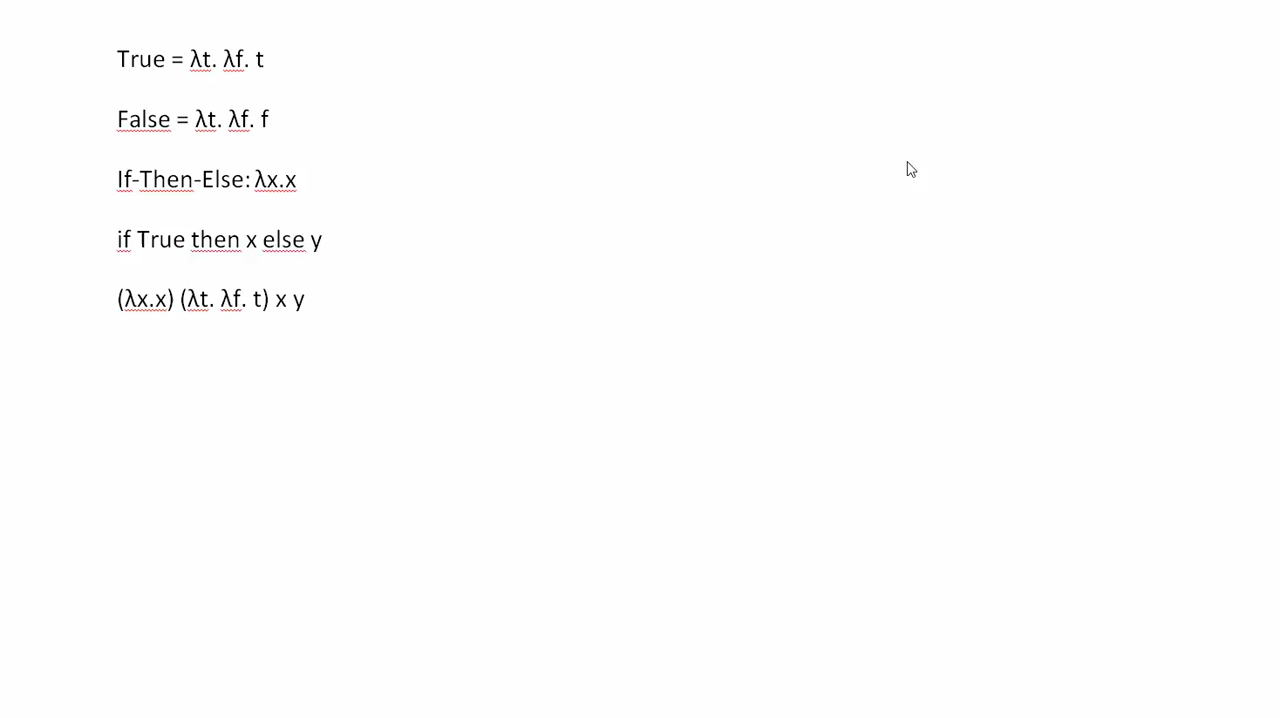 True = λt. λf. t
False = λt. λf. f
If-Then-Else: λx.x
if True then x else y
(λx.x) (λt. λf. t) x y